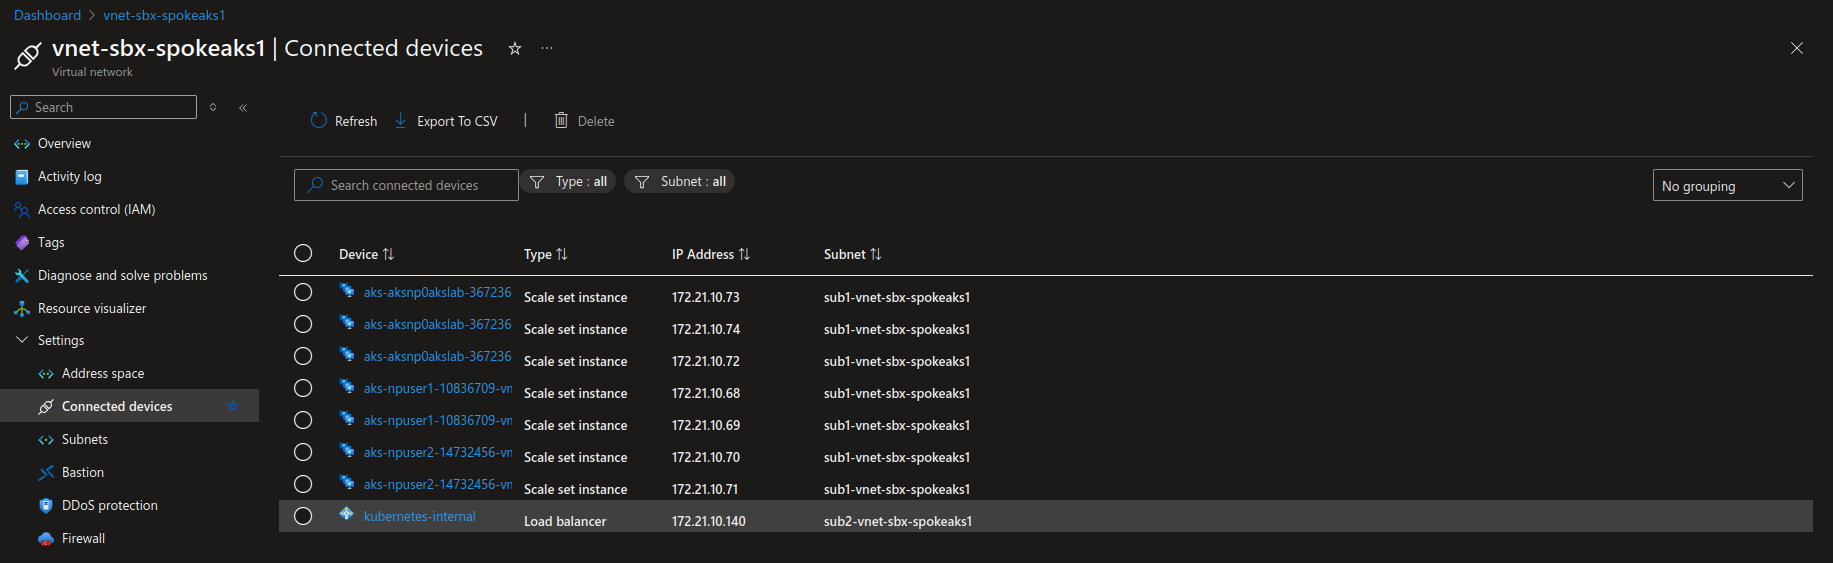 Dashboard > vnet-sbx-spokeaks1
vnet-sbx-spokeaks1 | Connected devices
Virtual network
Search
Overview
Activity log
Access control (IAM)
Tags
Diagnose and solve problems
Resource visualizer
Settings
Address space
Connected devices
Subnets
Bastion
DDoS protection
Firewall
Refresh Export To CSV | Delete
Search connected devices Type : all Subnet : all No grouping
Device Type IP Address Subnet
aks-aksnp0akslab-367236 Scale set instance 172.21.10.73 sub1-vnet-sbx-spokeaks1
aks-aksnp0akslab-367236 Scale set instance 172.21.10.74 sub1-vnet-sbx-spokeaks1
aks-aksnp0akslab-367236 Scale set instance 172.21.10.72 sub1-vnet-sbx-spokeaks1
aks-npuser1-10836709-vn Scale set instance 172.21.10.68 sub1-vnet-sbx-spokeaks1
aks-npuser1-10836709-vn Scale set instance 172.21.10.69 sub1-vnet-sbx-spokeaks1
aks-npuser2-14732456-vn Scale set instance 172.21.10.70 sub1-vnet-sbx-spokeaks1
aks-npuser2-14732456-vn Scale set instance 172.21.10.71 sub1-vnet-sbx-spokeaks1
kubernetes-internal Load balancer 172.21.10.140 sub2-vnet-sbx-spokeaks1